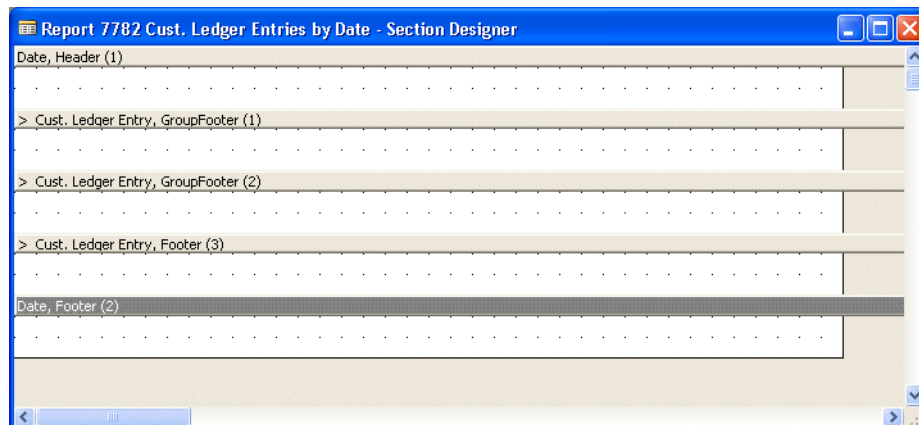 Report 7782 Cust. Ledger Entries by Date - Section Designer
Date, Header (1)
> Cust. Ledger Entry, GroupFooter (1)
> Cust. Ledger Entry, GroupFooter (2)
> Cust. Ledger Entry, Footer (3)
Date, Footer (2)